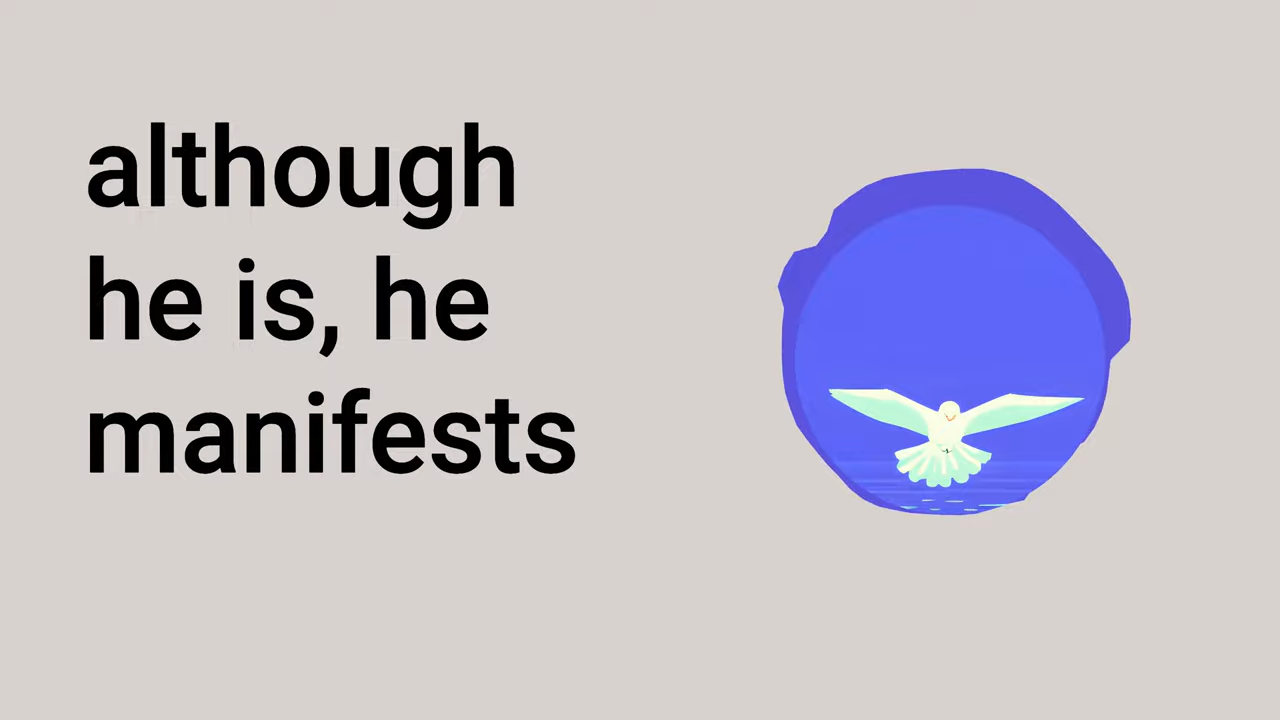 although
he is, he
manifests